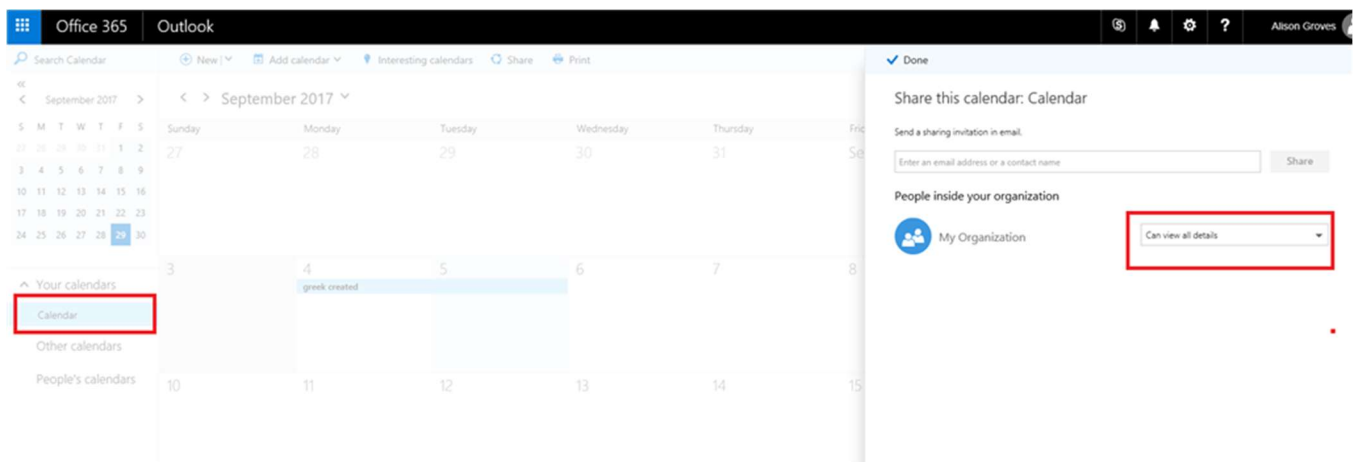 Office 365 Outlook Alison Groves
Search Calendar New Add calendar Interesting calendars Share Print
Done
Share this calendar: Calendar
Send a sharing invitation in email.
Enter an email address or a contact name Share
People inside your organization
My Organization Can view all details
September 2017
S M T W T F S
27 28 29 30 31 1 2
3 4 5 6 7 8 9
10 11 12 13 14 15 16
17 18 19 20 21 22 23
24 25 26 27 28 29 30
Your calendars
Calendar
Other calendars
People's calendars
September 2017
Sunday Monday Tuesday Wednesday Thursday Fri
27 28 29 30 31 Se
3 4 5 6 7 8
greek created
10 11 12 13 14 15